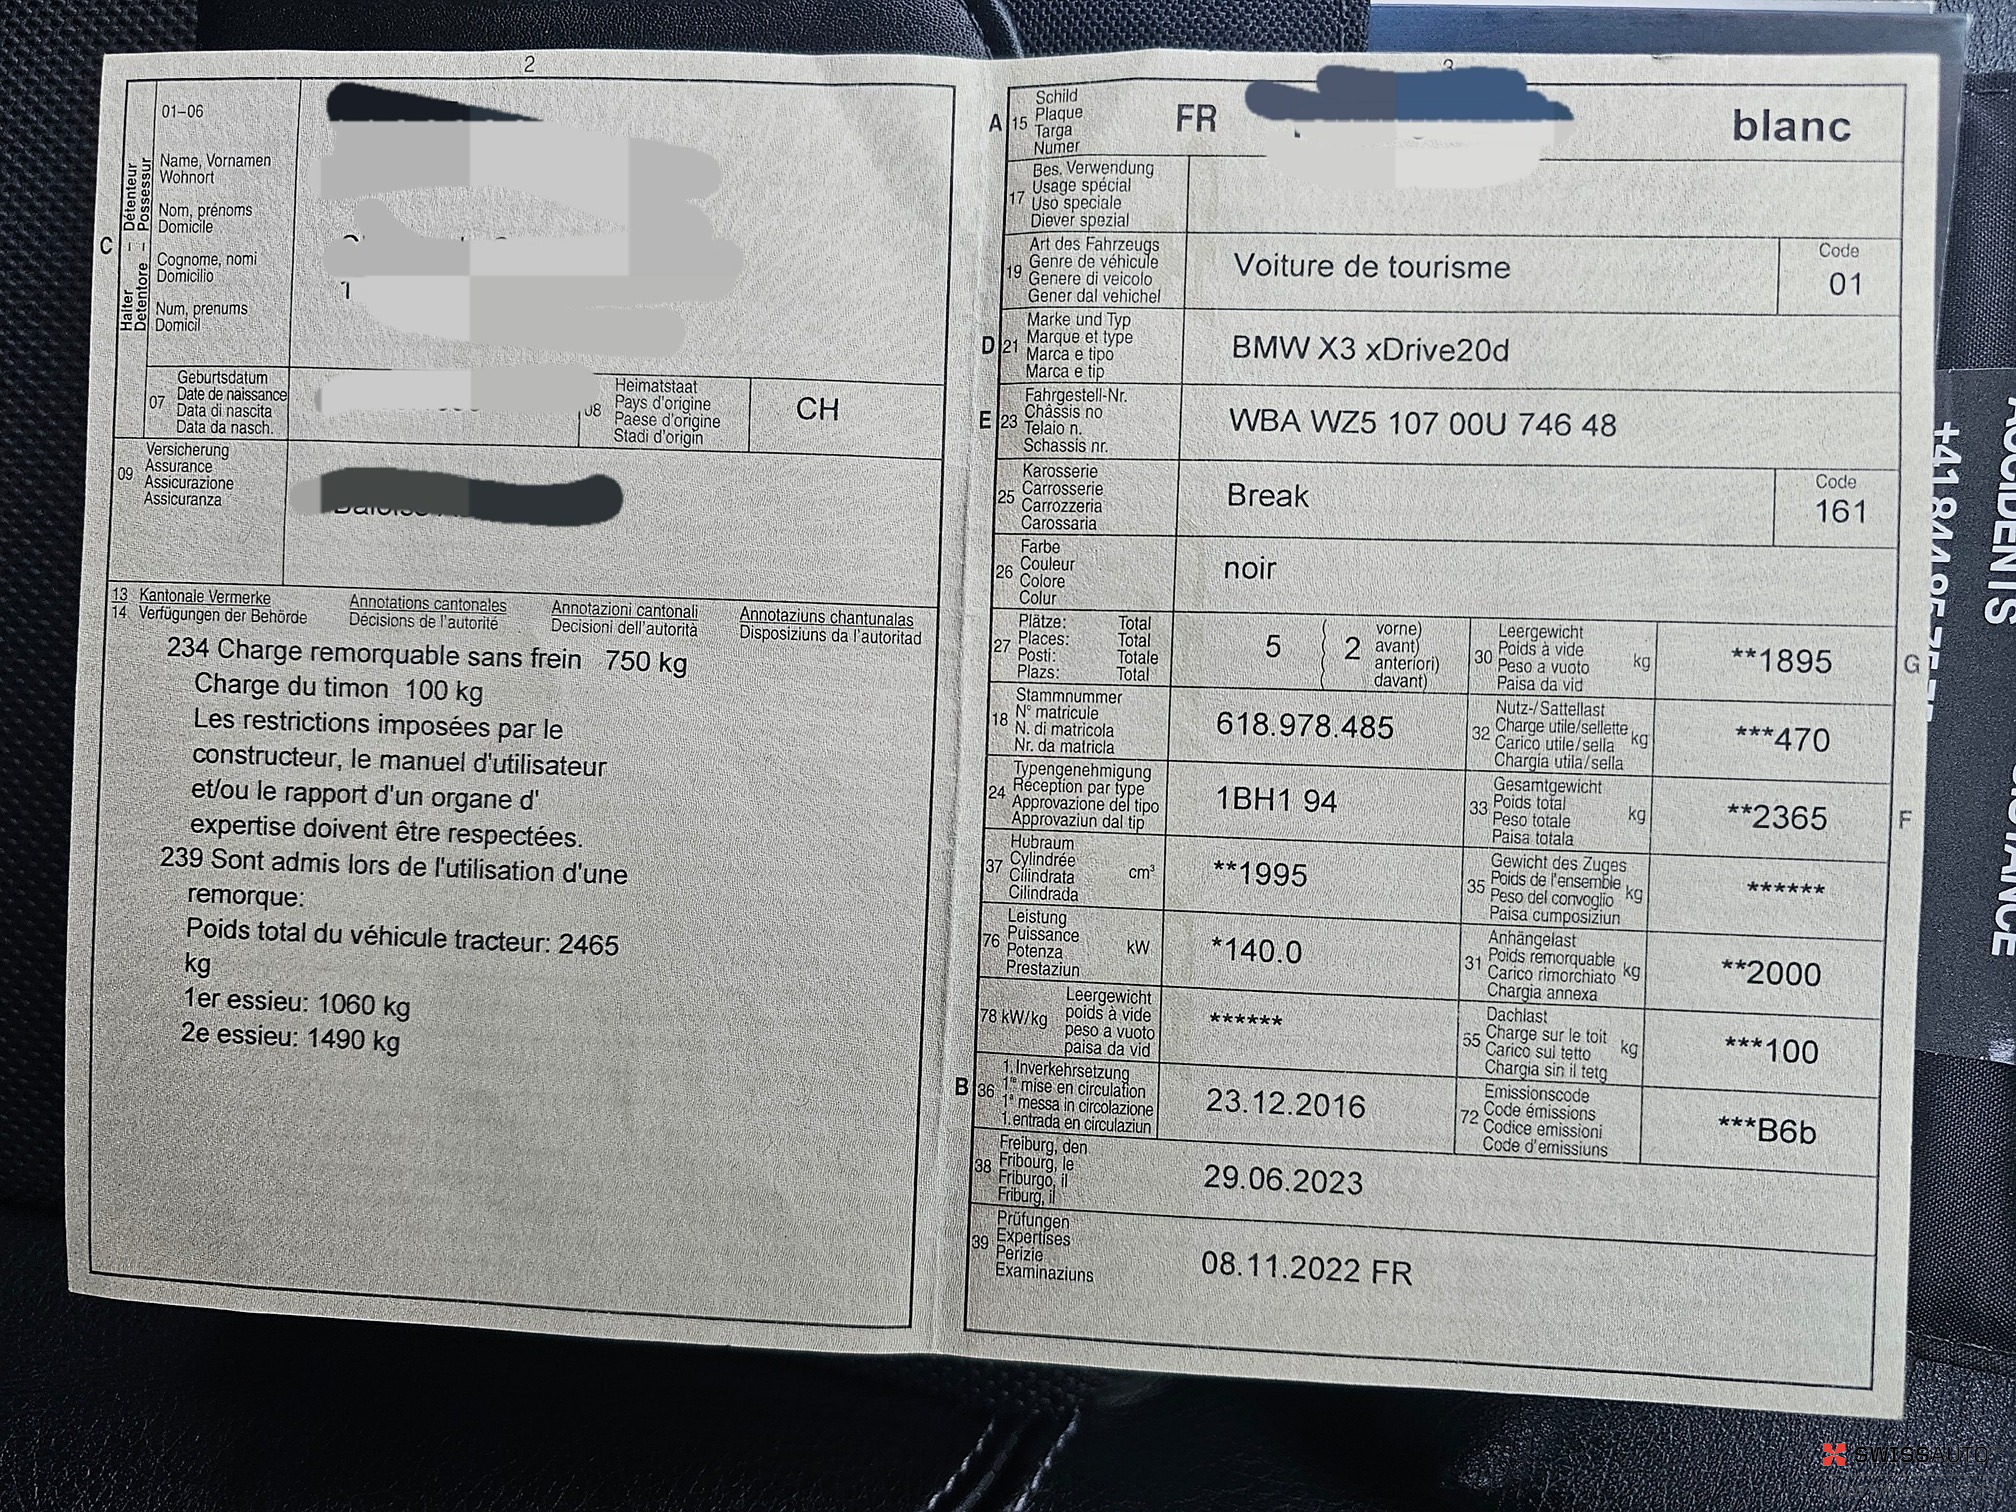 2
01–06
Name, Vornamen
Wohnort
Nom, prénoms
Domicile
Cognome, nomi
Domicilio
Num, prenums
Domicil
C
Halter – Détenteur
Detentore – Possessur
07
Geburtsdatum
Date de naissance
Data di nascita
Data da nasch.
08
Heimatstaat
Pays d'origine
Paese d'origine
Stadi d'origin
CH
09
Versicherung
Assurance
Assicurazione
Assicuranza
13 Kantonale Vermerke Annotations cantonales Annotazioni cantonali Annotaziuns chantunalas
14 Verfügungen der Behörde Décisions de l'autorité Decisioni dell'autorità Disposiziuns da l'autoritad
234 Charge remorquable sans frein 750 kg
Charge du timon 100 kg
Les restrictions imposées par le
constructeur, le manuel d'utilisateur
et/ou le rapport d'un organe d'
expertise doivent être respectées.
239 Sont admis lors de l'utilisation d'une
remorque:
Poids total du véhicule tracteur: 2465
kg
1er essieu: 1060 kg
2e essieu: 1490 kg
3
A 15
Schild
Plaque
Targa
Numer
FR
blanc
17
Bes. Verwendung
Usage spécial
Uso speciale
Diever spezial
19
Art des Fahrzeugs
Genre de véhicule
Genere di veicolo
Gener dal vehichel
Voiture de tourisme
Code
01
D 21
Marke und Typ
Marque et type
Marca e tipo
Marca e tip
BMW X3 xDrive20d
E 23
Fahrgestell-Nr.
Châssis no
Telaio n.
Schassis nr.
WBA WZ5 107 00U 746 48
25
Karosserie
Carrosserie
Carrozzeria
Carossaria
Break
Code
161
26
Farbe
Couleur
Colore
Colur
noir
27
Plätze: Total
Places: Total
Posti: Totale
Plazs: Total
5 ( 2
vorne)
avant)
anteriori)
davant)
30
Leergewicht
Poids à vide
Peso a vuoto
Paisa da vid
kg
**1895
G
18
Stammnummer
N° matricule
N. di matricola
Nr. da matricla
618.978.485
32
Nutz-/Sattellast
Charge utile/sellette
Carico utile/sella
Chargia utila/sella
kg
***470
24
Typengenehmigung
Réception par type
Approvazione del tipo
Approvaziun dal tip
1BH1 94
33
Gesamtgewicht
Poids total
Peso totale
Paisa totala
kg
**2365
F
37
Hubraum
Cylindrée
Cilindrata
Cilindrada
cm³
**1995
35
Gewicht des Zuges
Poids de l'ensemble
Peso del convoglio
Paisa cumposiziun
kg
******
76
Leistung
Puissance
Potenza
Prestaziun
kW
*140.0
31
Anhängelast
Poids remorquable
Carico rimorchiato
Chargia annexa
kg
**2000
78 kW/kg
Leergewicht
poids à vide
peso a vuoto
paisa da vid
******
55
Dachlast
Charge sur le toit
Carico sul tetto
Chargia sin il tetg
kg
***100
B 36
1. Inverkehrsetzung
1re mise en circulation
1a messa in circolazione
1. entrada en circulaziun
23.12.2016
72
Emissionscode
Code émissions
Codice emissioni
Code d'emissiuns
***B6b
38
Freiburg, den
Fribourg, le
Friburgo, il
Friburg, il
29.06.2023
39
Prüfungen
Expertises
Perizie
Examinaziuns
08.11.2022 FR
ACCIDENTS
SWISSAUTO